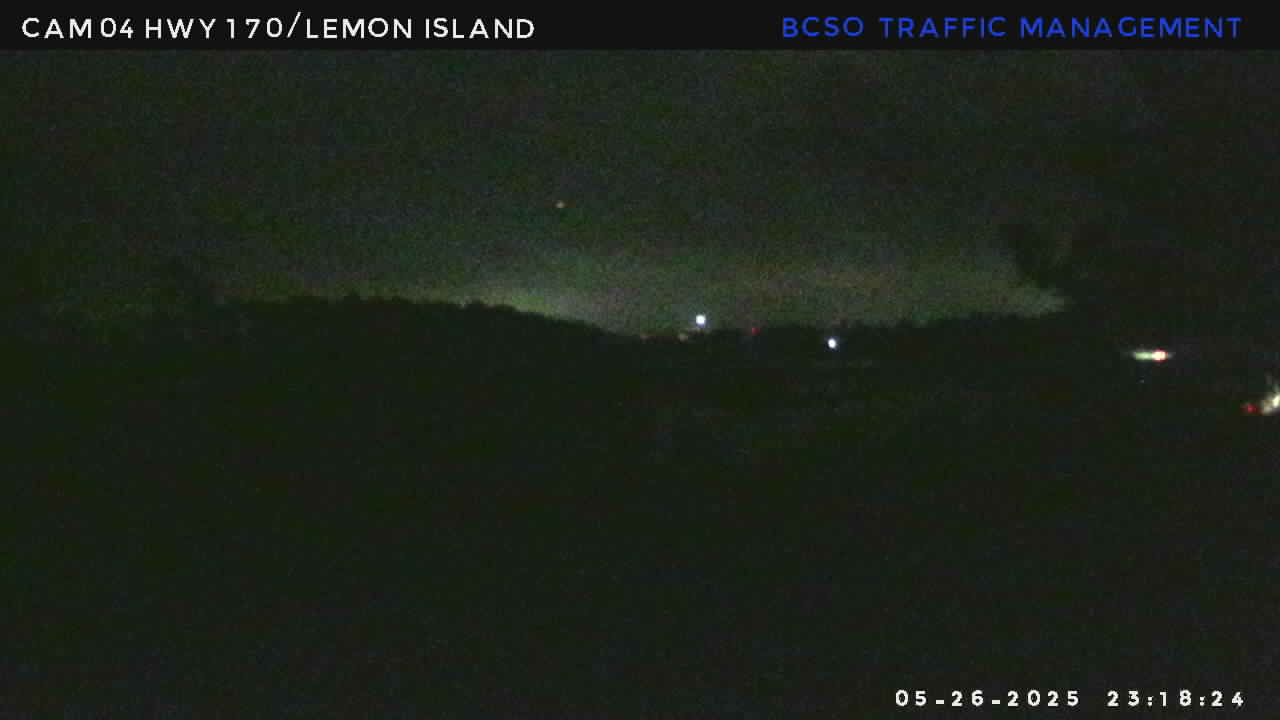 CAM04 HWY 170/LEMON ISLAND
BCSO TRAFFIC MANAGEMENT
05-26-2025 23:18:24